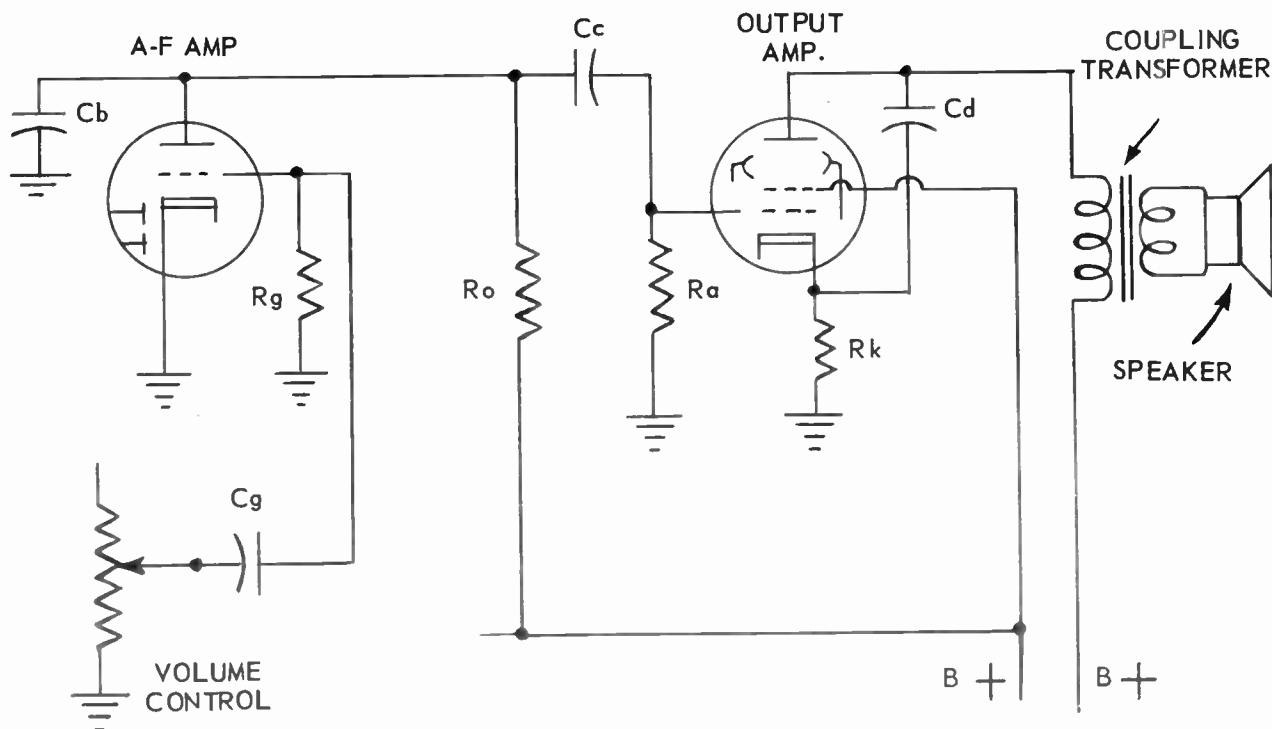 A-F AMP
Cc
OUTPUT
AMP.
COUPLING
TRANSFORMER
Cb
Cd
Rg
Ro
Ra
Rk
SPEAKER
Cg
VOLUME
CONTROL
B +
B +